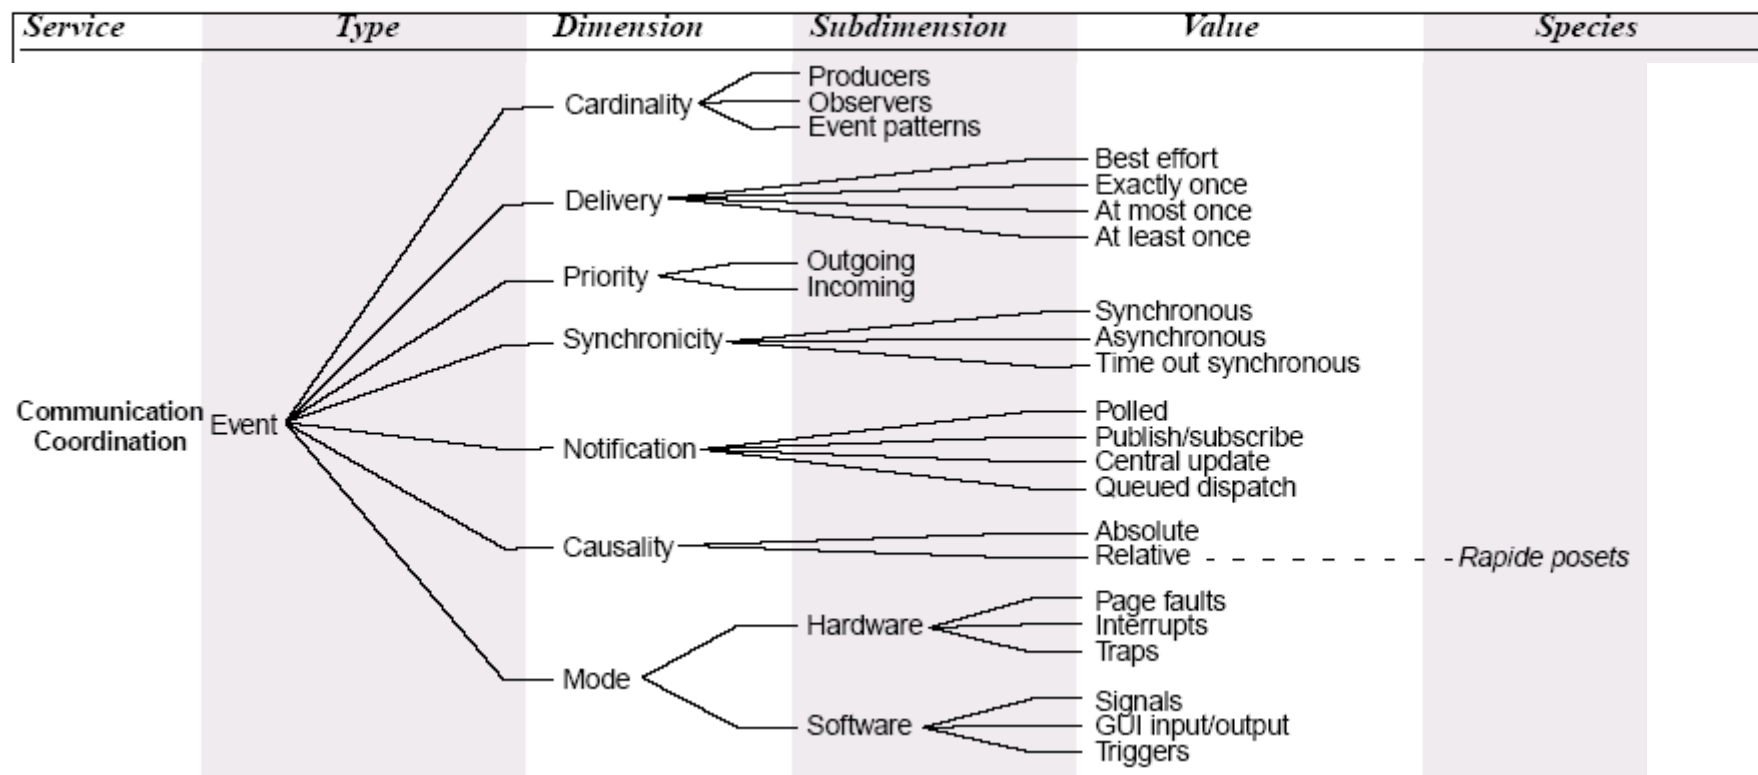 Service Type Dimension Subdimension Value Species
Producers
Cardinality
Observers
Event patterns
Best effort
Exactly once
Delivery
At most once
At least once
Outgoing
Priority
Incoming
Synchronous
Synchronicity
Asynchronous
Time out synchronous
Communication
Coordination
Event
Polled
Publish/subscribe
Notification
Central update
Queued dispatch
Absolute
Causality
Relative
Rapide posets
Page faults
Hardware
Interrupts
Traps
Mode
Signals
Software
GUI input/output
Triggers